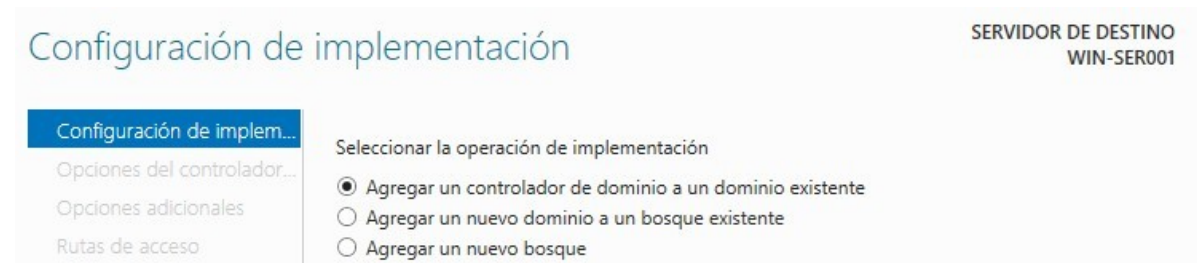 Configuración de implementación
SERVIDOR DE DESTINO
WIN-SER001
Configuración de implem...
Opciones del controlador...
Opciones adicionales
Rutas de acceso
Seleccionar la operación de implementación
Agregar un controlador de dominio a un dominio existente
Agregar un nuevo dominio a un bosque existente
Agregar un nuevo bosque